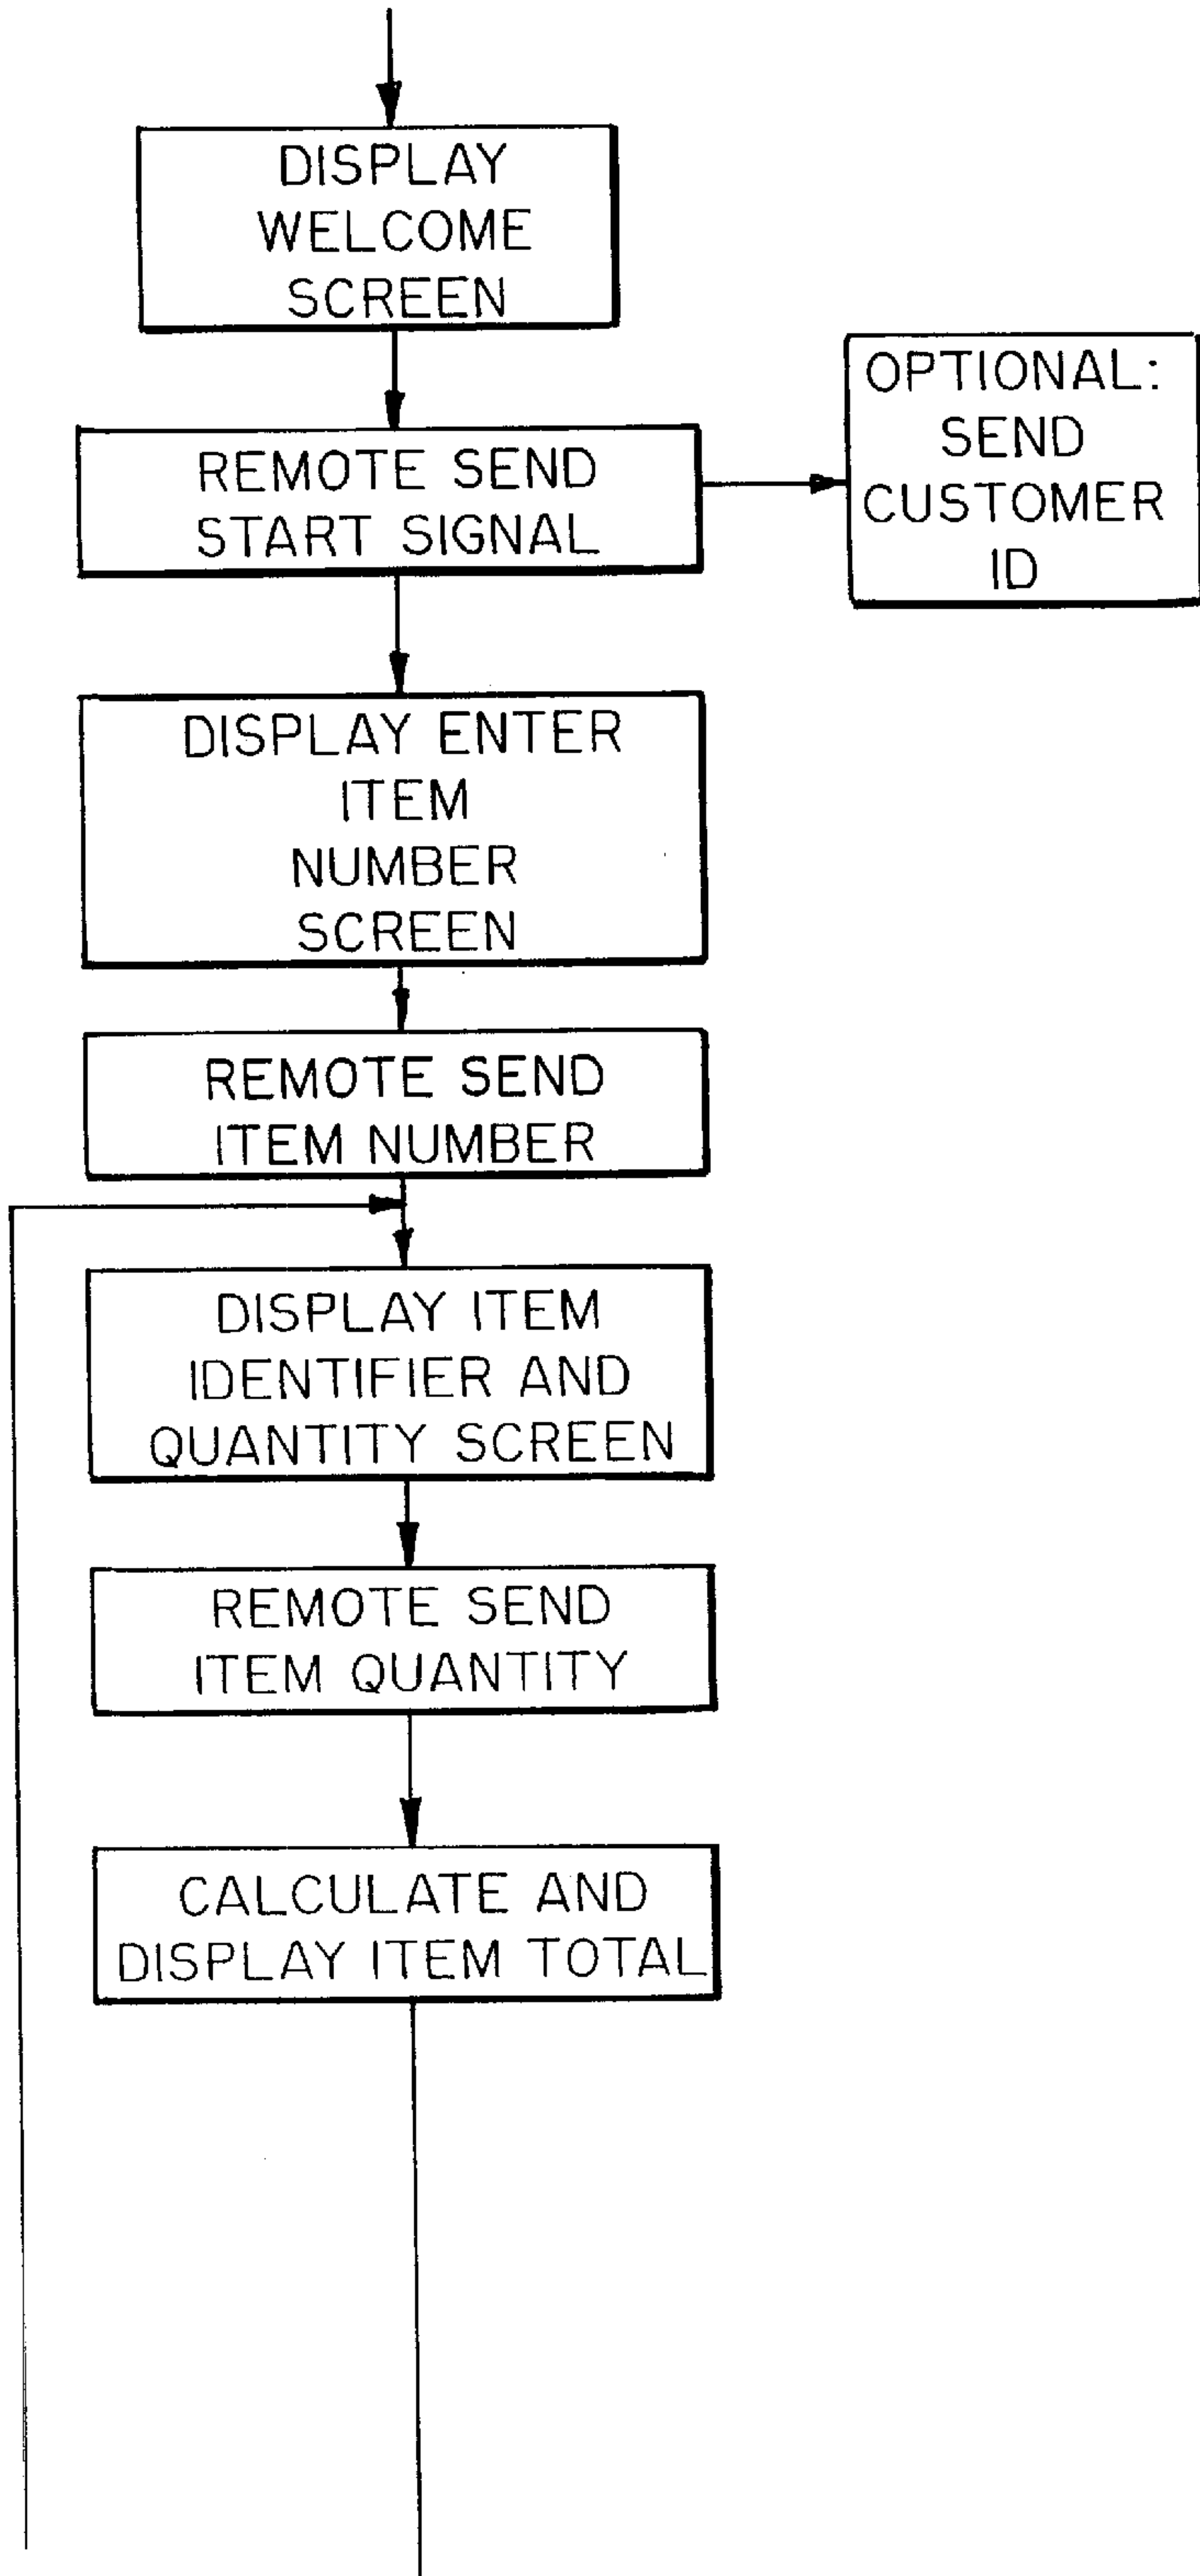 DISPLAY
WELCOME
SCREEN
REMOTE SEND
START SIGNAL
OPTIONAL:
SEND
CUSTOMER
ID
DISPLAY ENTER
ITEM
NUMBER
SCREEN
REMOTE SEND
ITEM NUMBER
DISPLAY ITEM
IDENTIFIER AND
QUANTITY SCREEN
REMOTE SEND
ITEM QUANTITY
CALCULATE AND
DISPLAY ITEM TOTAL